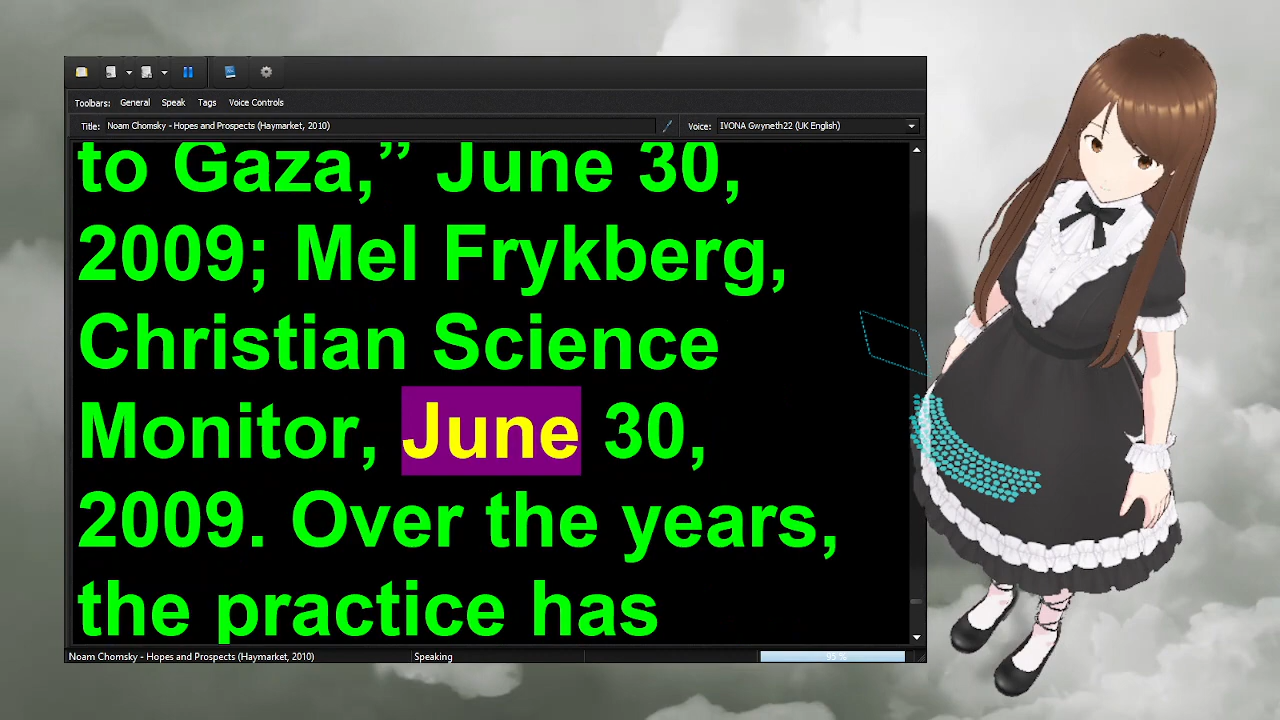 Toolbars: General Speak Tags Voice Controls
Title: Noam Chomsky - Hopes and Prospects (Haymarket, 2010) Voice: IVONA Gwyneth22 (UK English)
to Gaza,” June 30,
2009; Mel Frykberg,
Christian Science
Monitor, June 30,
2009. Over the years,
the practice has
Noam Chomsky - Hopes and Prospects (Haymarket, 2010) Speaking 95 %